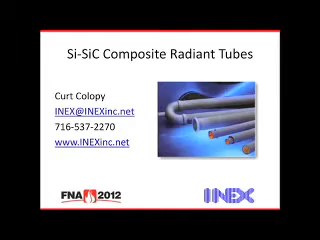 Si-SiC Composite Radiant Tubes
Curt Colopy
INEX@INEXinc.net
716-537-2270
www.INEXinc.net
FNA 2012
INEX